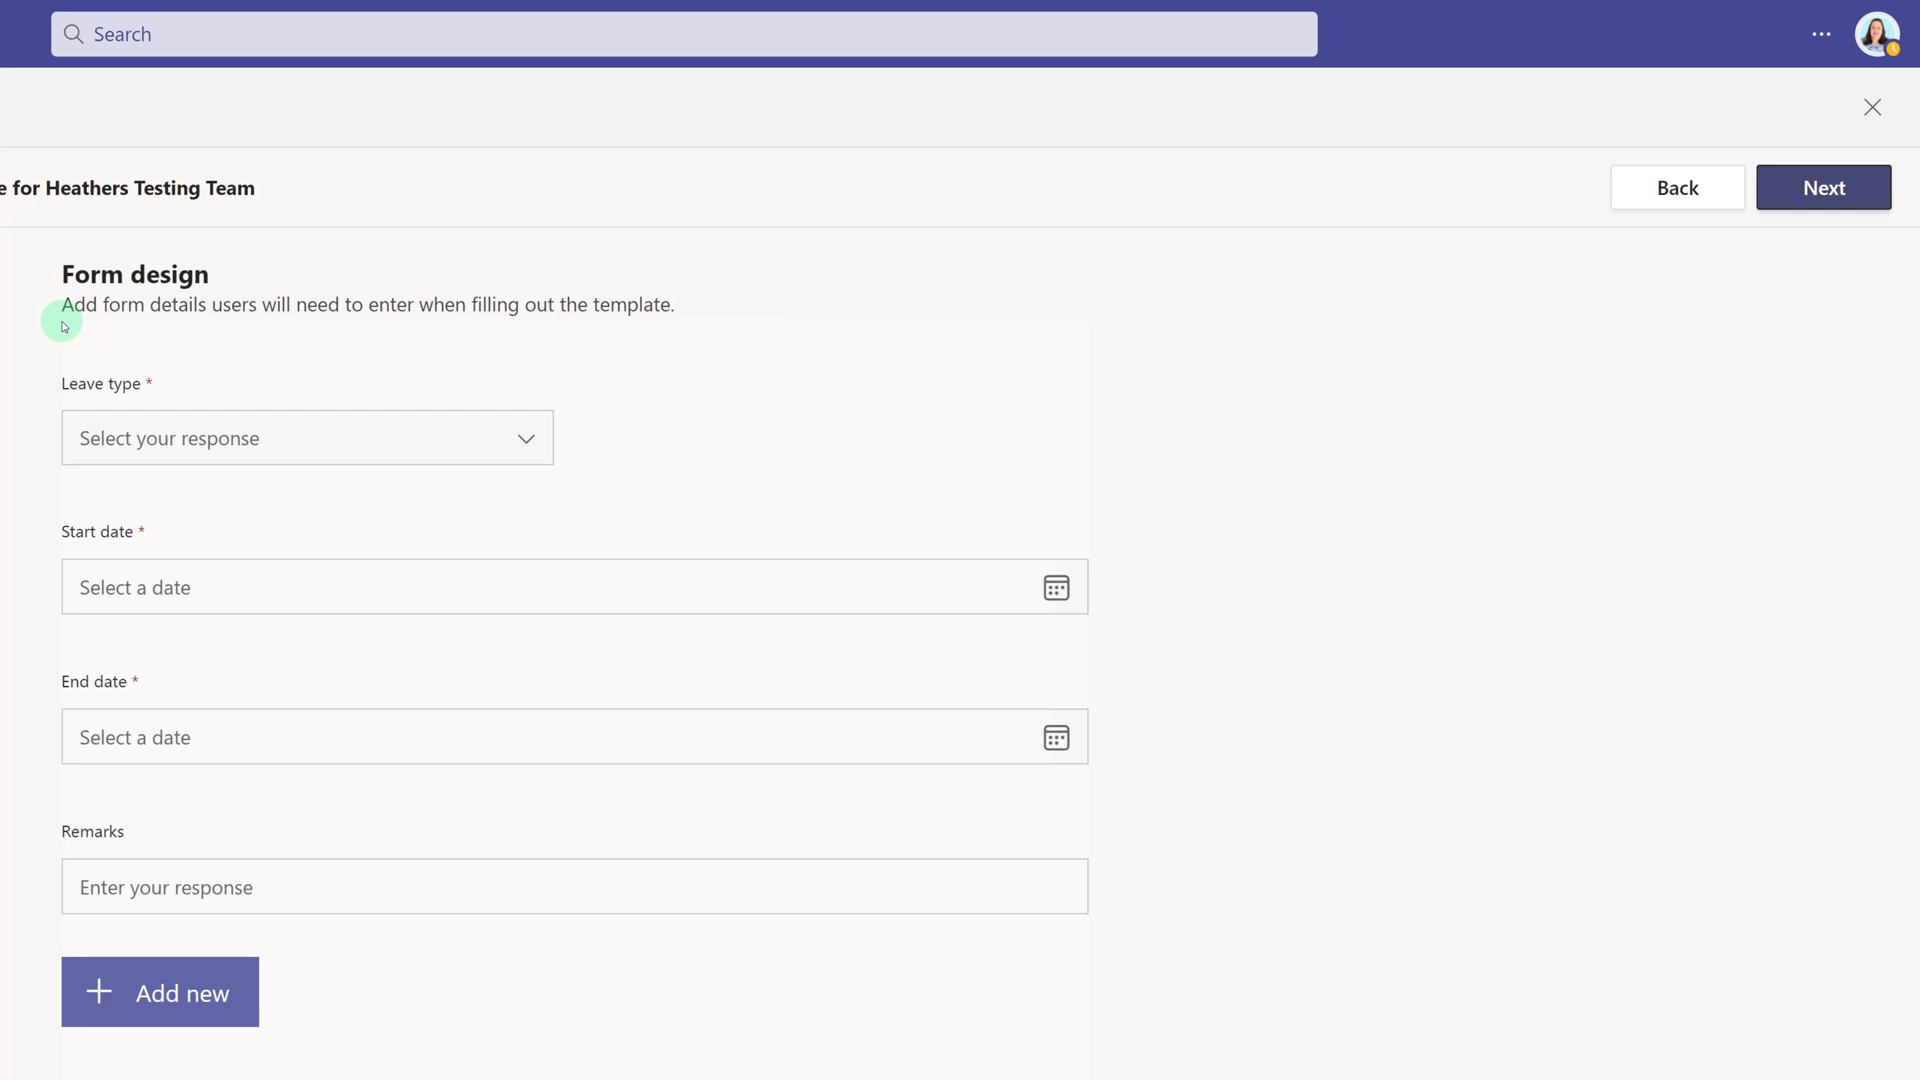 Search
e for Heathers Testing Team
Back
Next
Form design
Add form details users will need to enter when filling out the template.
Leave type *
Select your response
Start date *
Select a date
End date *
Select a date
Remarks
Enter your response
Add new